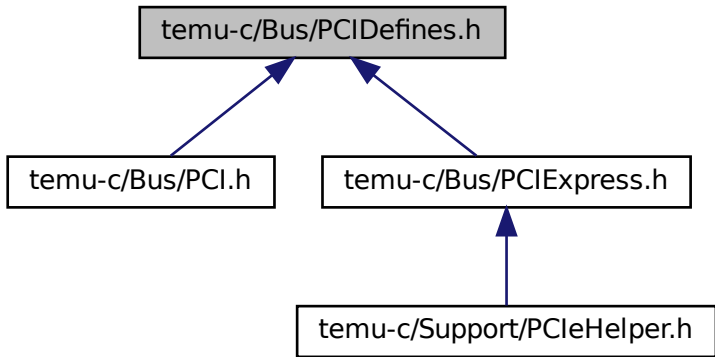 temu-c/Bus/PCIDefines.h
temu-c/Bus/PCI.h
temu-c/Bus/PCIExpress.h
temu-c/Support/PCIeHelper.h